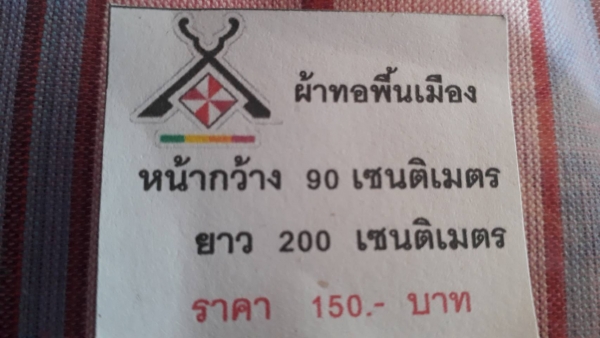 ผ้าทอพื้นเมือง
หน้ากว้าง 90 เซนติเมตร
ยาว 200 เซนติเมตร
ราคา 150.- บาท